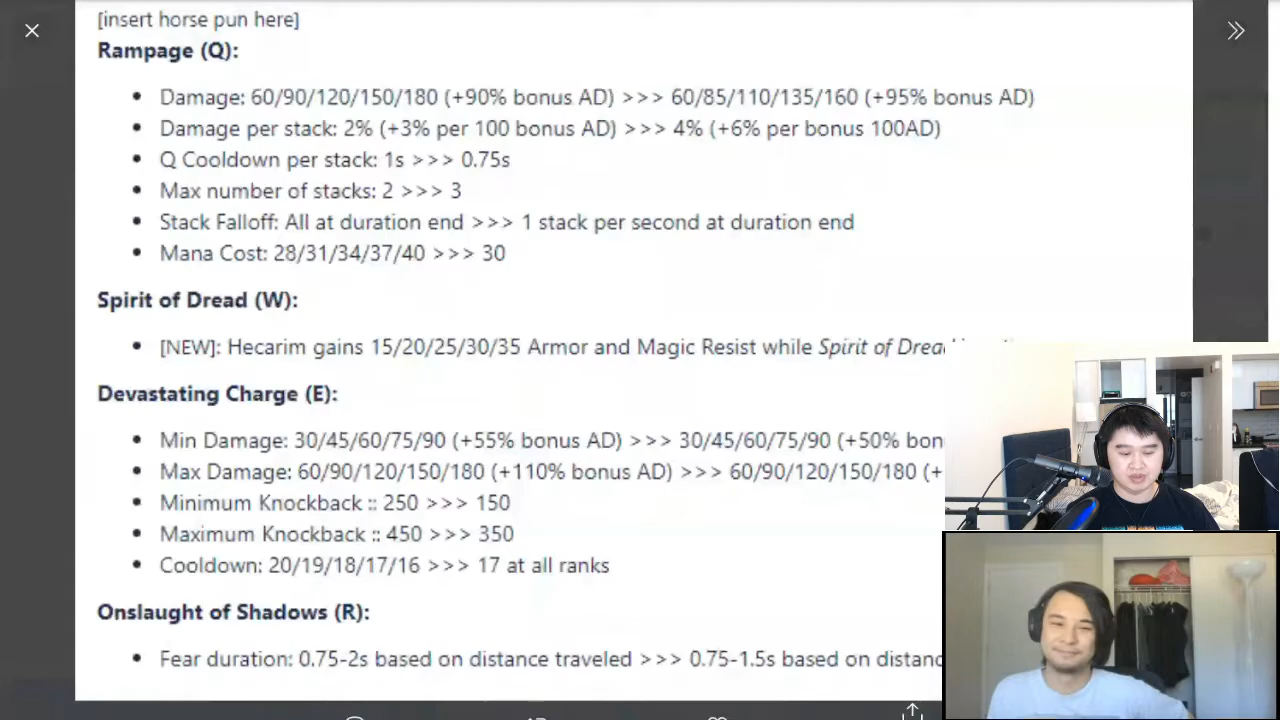 [insert horse pun here]
Rampage (Q):
• Damage: 60/90/120/150/180 (+90% bonus AD) >>> 60/85/110/135/160 (+95% bonus AD)
• Damage per stack: 2% (+3% per 100 bonus AD) >>> 4% (+6% per bonus 100AD)
• Q Cooldown per stack: 1s >>> 0.75s
• Max number of stacks: 2 >>> 3
• Stack Falloff: All at duration end >>> 1 stack per second at duration end
• Mana Cost: 28/31/34/37/40 >>> 30
Spirit of Dread (W):
• [NEW]: Hecarim gains 15/20/25/30/35 Armor and Magic Resist while Spirit of Dread
Devastating Charge (E):
• Min Damage: 30/45/60/75/90 (+55% bonus AD) >>> 30/45/60/75/90 (+50% bon
• Max Damage: 60/90/120/150/180 (+110% bonus AD) >>> 60/90/120/150/180 (+
• Minimum Knockback :: 250 >>> 150
• Maximum Knockback :: 450 >>> 350
• Cooldown: 20/19/18/17/16 >>> 17 at all ranks
Onslaught of Shadows (R):
• Fear duration: 0.75-2s based on distance traveled >>> 0.75-1.5s based on distanc